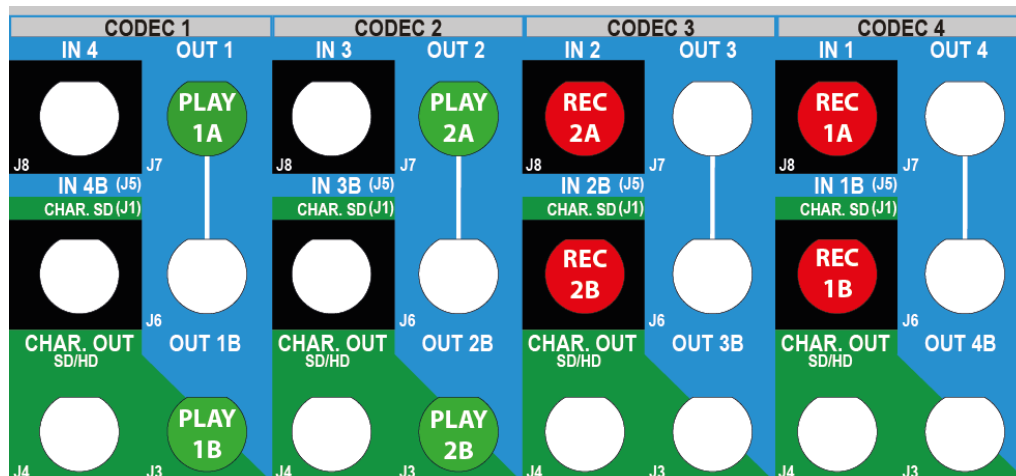 CODEC 1 CODEC 2 CODEC 3 CODEC 4
IN 4 OUT 1 IN 3 OUT 2 IN 2 OUT 3 IN 1 OUT 4
PLAY 1A PLAY 2A REC 2A REC 1A
J8 J7 J8 J7 J8 J7 J8 J7
IN 4B (J5) IN 3B (J5) IN 2B (J5) IN 1B (J5)
CHAR. SD (J1) CHAR. SD (J1) CHAR. SD (J1) CHAR. SD (J1)
REC 2B REC 1B
J6 J6 J6 J6
CHAR. OUT OUT 1B CHAR. OUT OUT 2B CHAR. OUT OUT 3B CHAR. OUT OUT 4B
SD/HD SD/HD SD/HD SD/HD
PLAY 1B PLAY 2B
J4 J3 J4 J3 J4 J3 J4 J3